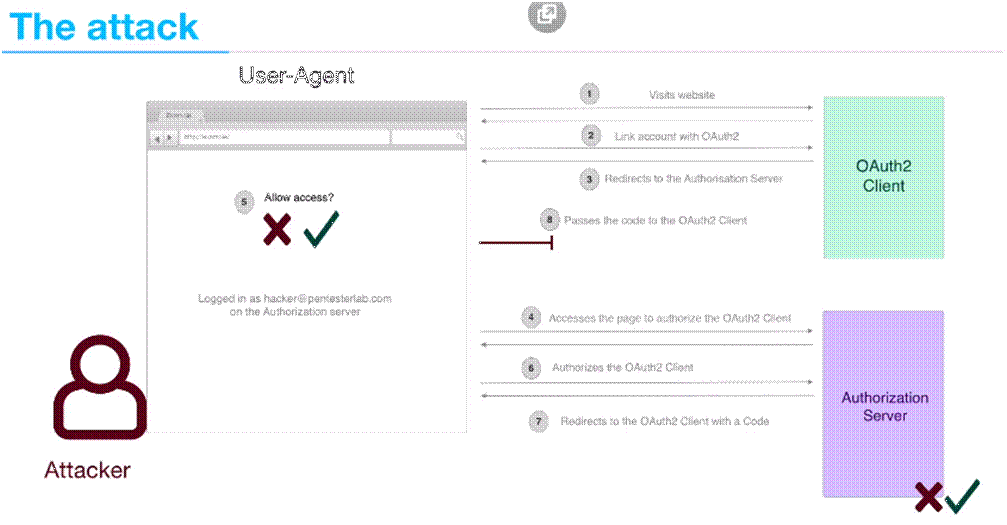 The attack
User-Agent
1 Visits website
2 Link account with OAuth2
3 Redirects to the Authorisation Server
OAuth2
Client
5 Allow access?
8 Passes the code to the OAuth2 Client
Logged in as hacker@pentesterlab.com
on the Authorization server
4 Accesses the page to authorize the OAuth2 Client
6 Authorizes the OAuth2 Client
7 Redirects to the OAuth2 Client with a Code
Authorization
Server
Attacker